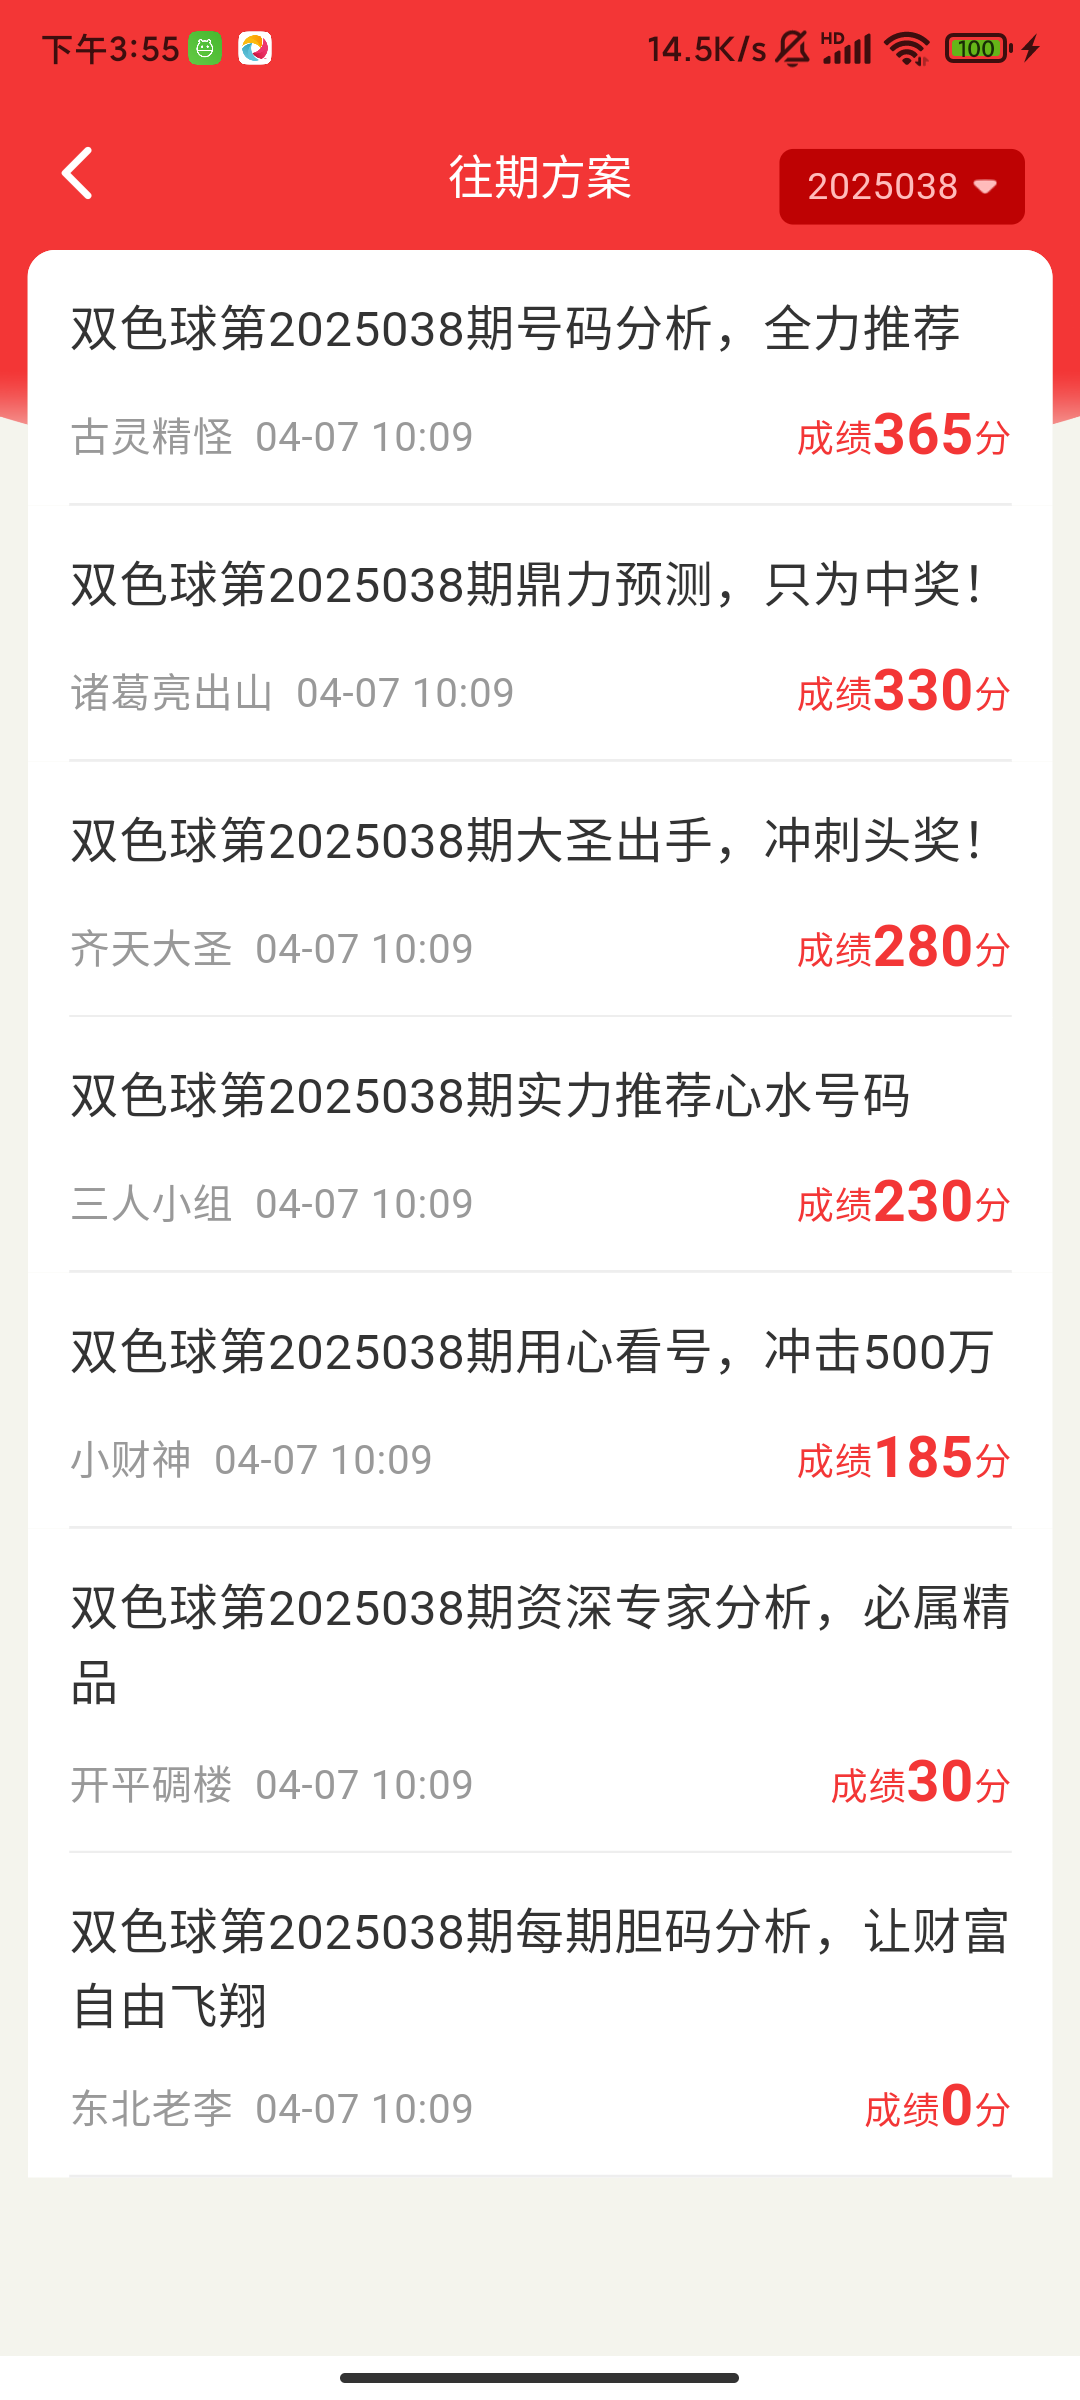 下午3:55 14.5K/s HD 100
往期方案 2025038
双色球第2025038期号码分析，全力推荐
古灵精怪 04-07 10:09 成绩365分
双色球第2025038期鼎力预测，只为中奖！
诸葛亮出山 04-07 10:09 成绩330分
双色球第2025038期大圣出手，冲刺头奖！
齐天大圣 04-07 10:09 成绩280分
双色球第2025038期实力推荐心水号码
三人小组 04-07 10:09 成绩230分
双色球第2025038期用心看号，冲击500万
小财神 04-07 10:09 成绩185分
双色球第2025038期资深专家分析，必属精
品
开平碉楼 04-07 10:09 成绩30分
双色球第2025038期每期胆码分析，让财富
自由飞翔
东北老李 04-07 10:09 成绩0分